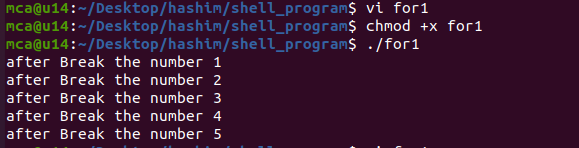 mca@u14:~/Desktop/hashim/shell_program$ vi for1
mca@u14:~/Desktop/hashim/shell_program$ chmod +x for1
mca@u14:~/Desktop/hashim/shell_program$ ./for1
after Break the number 1
after Break the number 2
after Break the number 3
after Break the number 4
after Break the number 5